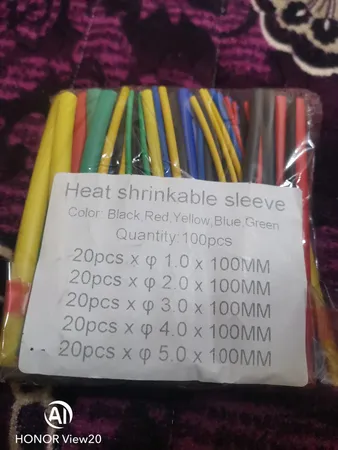 Heat shrinkable sleeve
Color: Black,Red,Yellow,Blue,Green
Quantity:100pcs
20pcs x φ 1.0 x 100MM
20pcs x φ 2.0 x 100MM
20pcs x φ 3.0 x 100MM
20pcs x φ 4.0 x 100MM
20pcs x φ 5.0 x 100MM
AI
HONOR View20